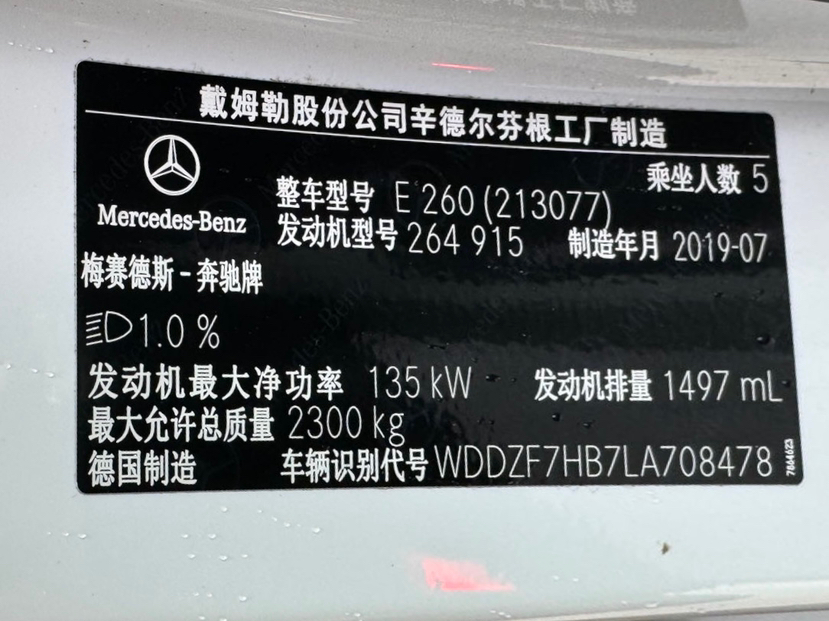 戴姆勒股份公司辛德尔芬根工厂制造
乘坐人数 5
Mercedes-Benz
整车型号 E 260 (213077)
发动机型号 264 915 制造年月 2019-07
梅赛德斯-奔驰牌
1.0 %
发动机最大净功率 135 kW 发动机排量 1497 mL
最大允许总质量 2300 kg
德国制造 车辆识别代号 WDDZF7HB7LA708478
7664623